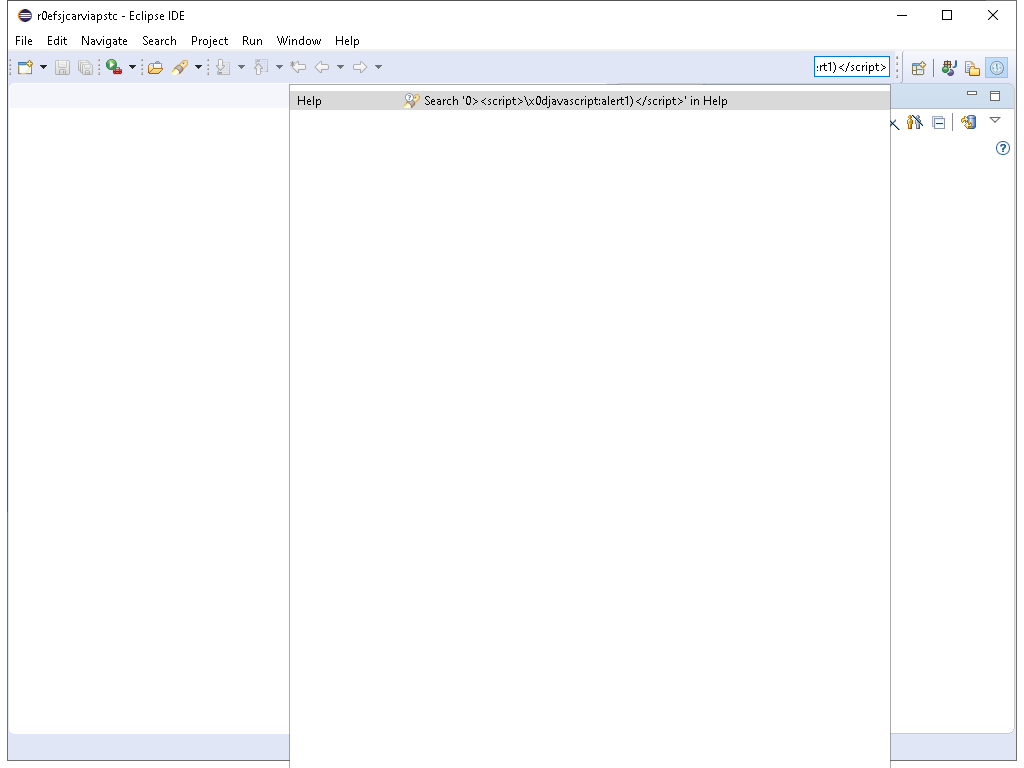 r0efsjcarviapstc - Eclipse IDE
File Edit Navigate Search Project Run Window Help
:rt1)</script>
Help Search '0><script>\x0djavascript:alert1)</script>' in Help